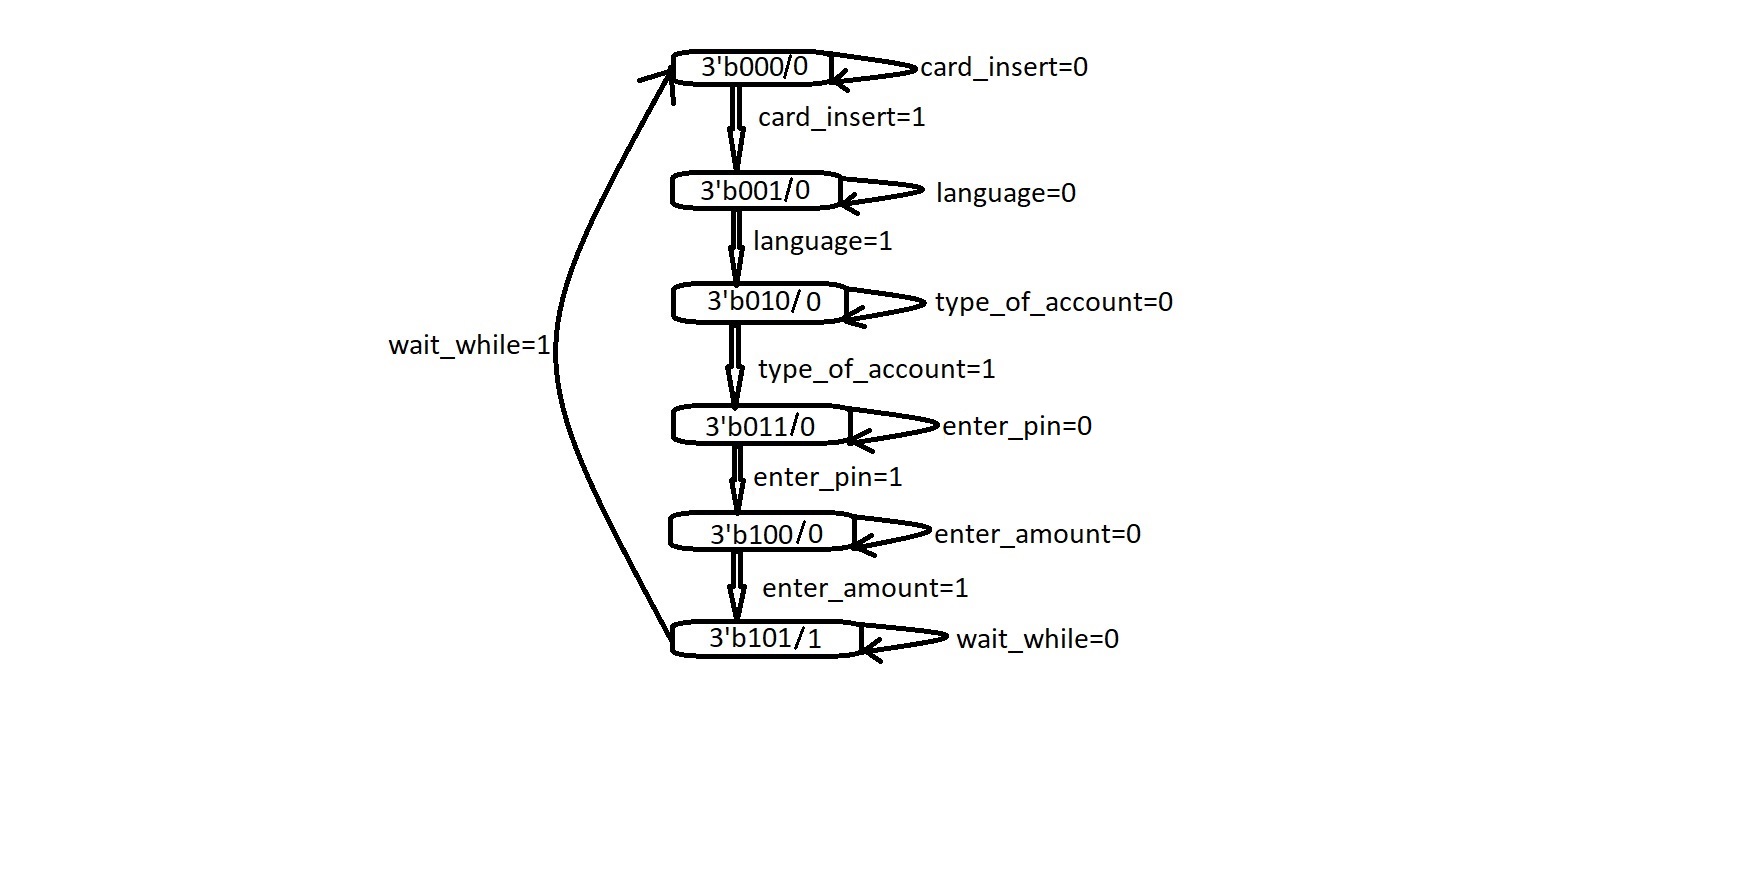 3'b000/0
card_insert=0
card_insert=1
3'b001/0
language=0
language=1
3'b010/0
type_of_account=0
wait_while=1
type_of_account=1
3'b011/0
enter_pin=0
enter_pin=1
3'b100/0
enter_amount=0
enter_amount=1
3'b101/1
wait_while=0